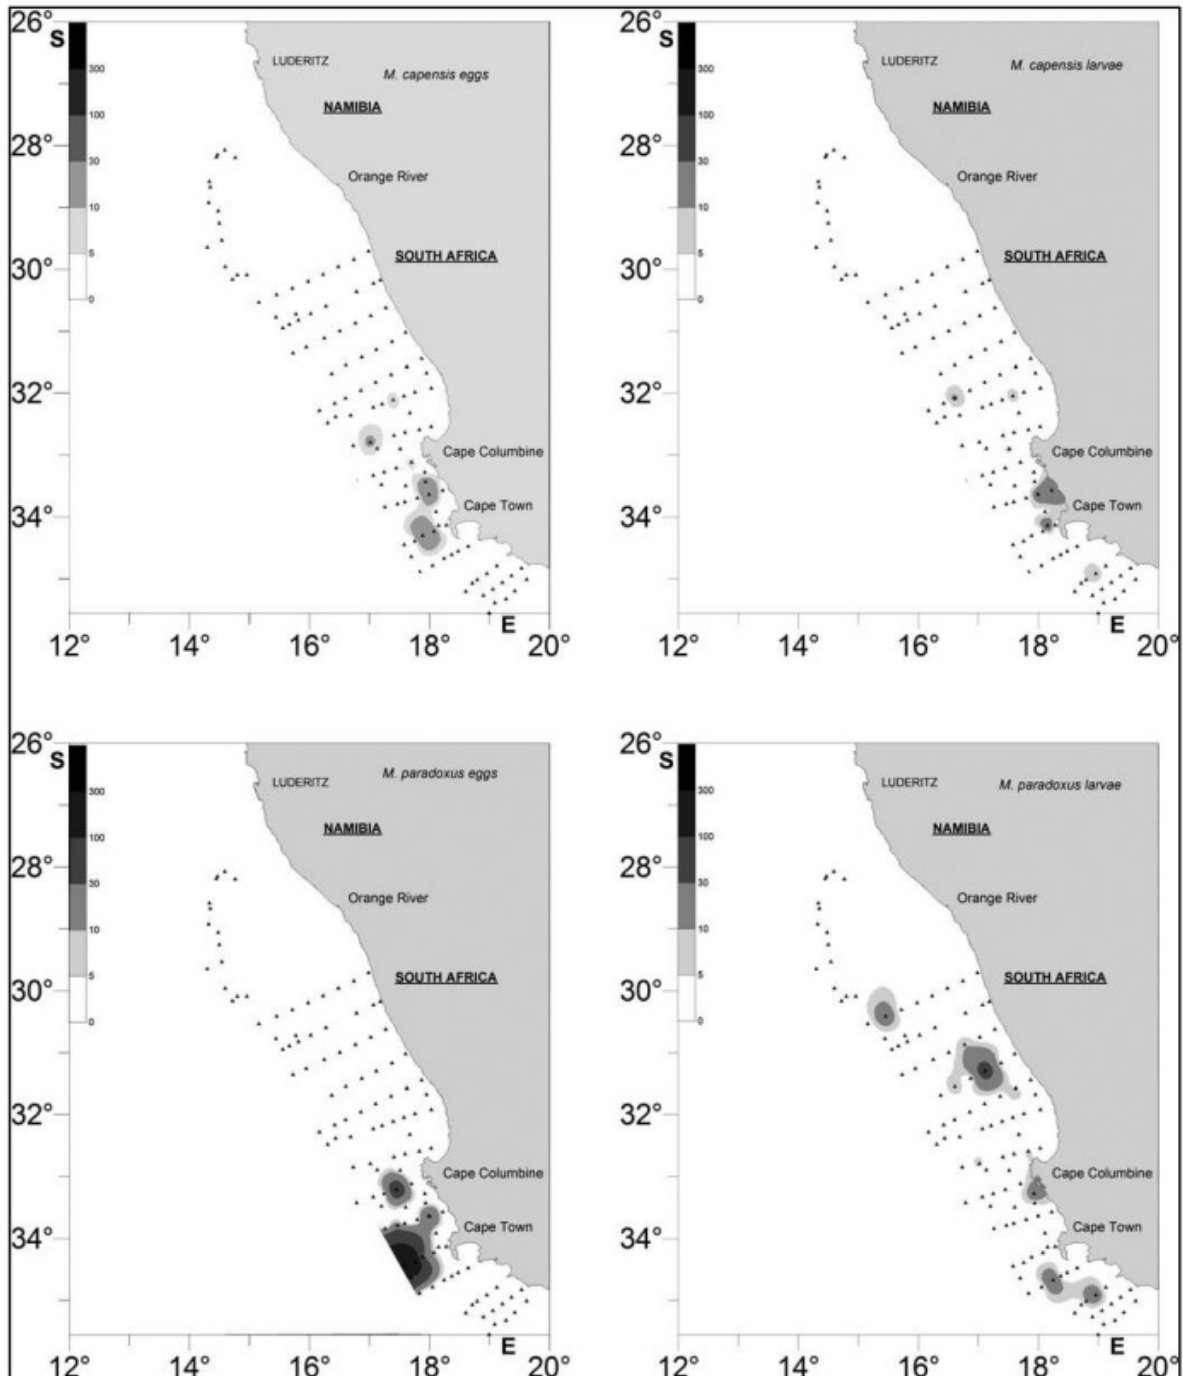 26°
S
300
100
30
10
5
0
28°
30°
32°
34°
LUDERITZ
M. capensis eggs
NAMIBIA
Orange River
SOUTH AFRICA
Cape Columbine
Cape Town
E
12° 14° 16° 18° 20°
26°
S
300
100
30
10
5
0
28°
30°
32°
34°
LUDERITZ
M. capensis larvae
NAMIBIA
Orange River
SOUTH AFRICA
Cape Columbine
Cape Town
E
12° 14° 16° 18° 20°
26°
S
300
100
30
10
5
0
28°
30°
32°
34°
M. paradoxus eggs
LUDERITZ
NAMIBIA
Orange River
SOUTH AFRICA
Cape Columbine
Cape Town
E
12° 14° 16° 18° 20°
26°
S
300
100
30
10
5
0
28°
30°
32°
34°
LUDERITZ
M. paradoxus larvae
NAMIBIA
Orange River
SOUTH AFRICA
Cape Columbine
Cape Town
E
12° 14° 16° 18° 20°